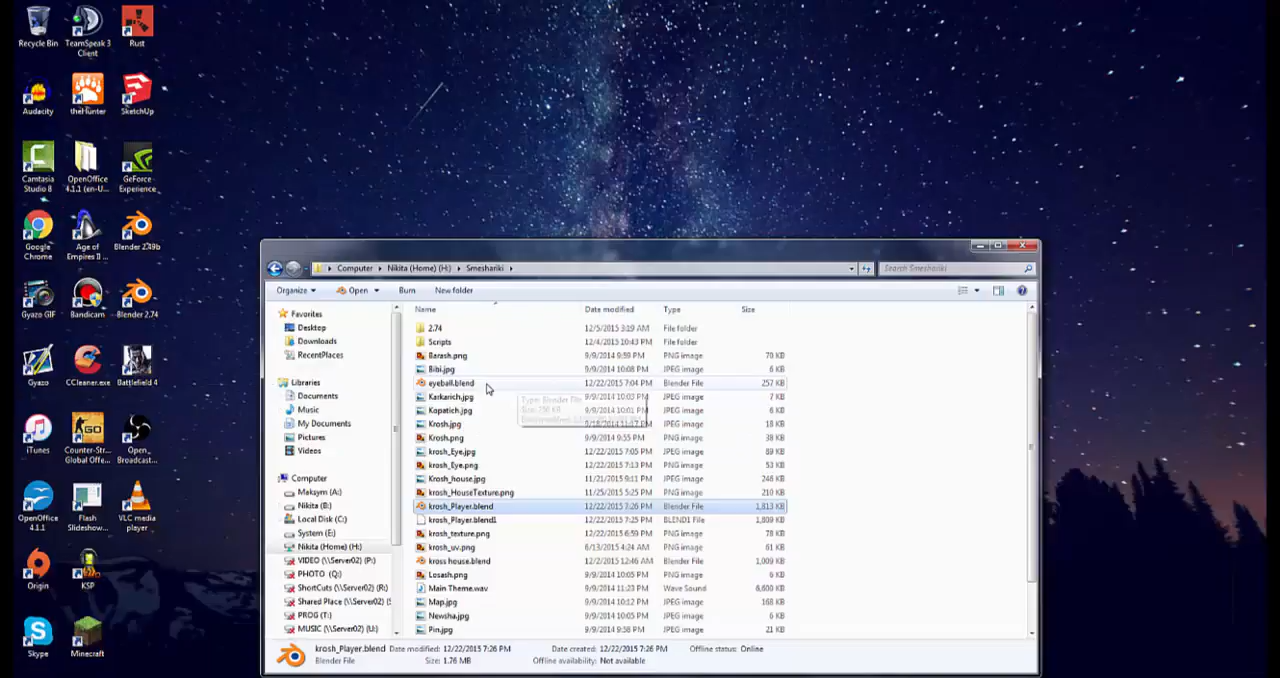 Recycle Bin
TeamSpeak 3
Client
Rust
Audacity
theHunter
SketchUp
Camtasia
Studio 8
OpenOffice
4.1.1 (en-U...
GeForce
Experience
Google
Chrome
Age of
Empires II ...
Blender 2.49b
Gyazo GIF
Bandicam
Blender 2.74
Gyazo
CCleaner.exe
Battlefield 4
iTunes
Counter-Str...
Global Offe...
Open
Broadcast...
OpenOffice
4.1.1
Flash
Slideshow...
VLC media
player
Origin
KSP
Skype
Minecraft
Computer
Nikita (Home) (H:)
Smeshariki
Search Smeshariki
Organize
Open
Burn
New folder
Favorites
Desktop
Downloads
RecentPlaces
Libraries
Documents
Music
My Documents
Pictures
Videos
Computer
Maksym (A:)
Nikita (B:)
Local Disk (C:)
System (E:)
Nikita (Home) (H:)
VIDEO (\\Server02) (P:)
PHOTO (Q:)
ShortCuts (\\Server02) (R:)
Shared Place (\\Server02) (S
PROG (T:)
MUSIC (\\Server02) (U:)
Name Date modified Type Size
2.74 12/5/2015 3:19 AM File folder
Scripts 12/4/2015 10:43 PM File folder
Barash.png 9/9/2014 9:59 PM PNG image 70 KB
Bibi.jpg 9/9/2014 10:08 PM JPEG image 6 KB
eyeball.blend 12/22/2015 7:04 PM Blender File 257 KB
Karkarich.jpg 9/9/2014 10:03 PM JPEG image 7 KB
Kopatich.jpg 9/9/2014 10:01 PM JPEG image 6 KB
Krosh.jpg 9/18/2014 11:17 PM JPEG image 18 KB
Krosh.png 9/9/2014 9:55 PM PNG image 38 KB
krosh_Eye.jpg 12/22/2015 7:05 PM JPEG image 89 KB
krosh_Eye.png 12/22/2015 7:13 PM PNG image 53 KB
Krosh_house.jpg 11/21/2015 9:11 PM JPEG image 246 KB
krosh_HouseTexture.png 11/25/2015 5:25 PM PNG image 210 KB
krosh_Player.blend 12/22/2015 7:26 PM Blender File 1,813 KB
krosh_Player.blend1 12/22/2015 7:25 PM BLEND1 File 1,809 KB
krosh_texture.png 12/22/2015 6:59 PM PNG image 78 KB
krosh_uv.png 6/13/2015 4:24 AM PNG image 61 KB
kross house.blend 12/2/2015 12:46 AM Blender File 1,009 KB
Losash.png 9/9/2014 10:05 PM PNG image 6 KB
Main Theme.wav 9/9/2014 11:23 PM Wave Sound 6,600 KB
Map.jpg 9/9/2014 10:12 PM JPEG image 168 KB
Newsha.jpg 9/9/2014 10:05 PM JPEG image 6 KB
Pin.jpg 9/9/2014 9:58 PM JPEG image 21 KB
Type: Blender File
krosh_Player.blend Date modified: 12/22/2015 7:26 PM Date created: 12/22/2015 7:26 PM Offline status: Online
Blender File Size: 1.76 MB Offline availability: Not available